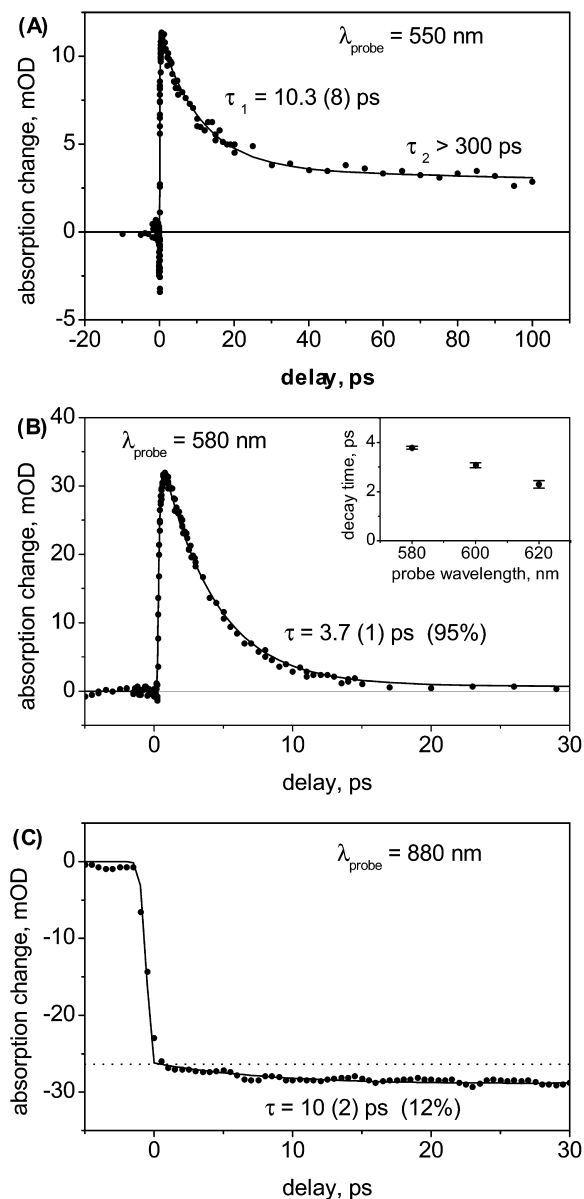 (A)
λprobe = 550 nm
10
τ 1 = 10.3 (8) ps
5
τ 2 > 300 ps
0
-5
-20 0 20 40 60 80 100
absorption change, mOD
delay, ps
(B)
40
λprobe = 580 nm
30
20
10
0
τ = 3.7 (1) ps (95%)
4
2
0
580 600 620
decay time, ps
probe wavelength, nm
absorption change, mOD
0 10 20 30
delay, ps
(C)
λprobe = 880 nm
0
-10
-20
-30
τ = 10 (2) ps (12%)
absorption change, mOD
0 10 20 30
delay, ps